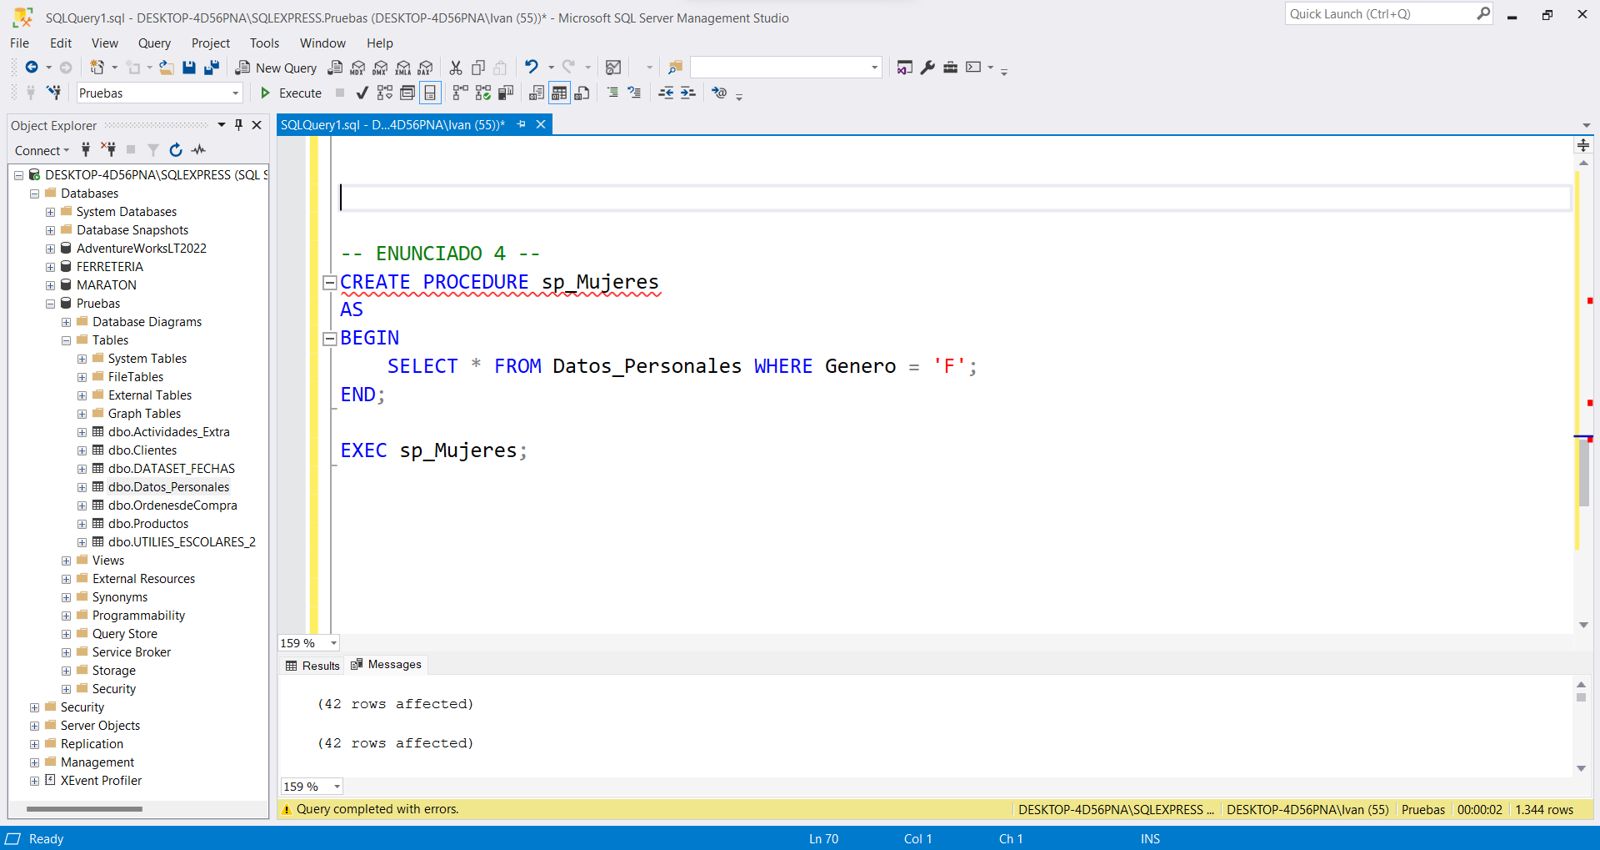 SQLQuery1.sql - DESKTOP-4D56PNA\SQLEXPRESS.Pruebas (DESKTOP-4D56PNA\Ivan (55))* - Microsoft SQL Server Management Studio
Quick Launch (Ctrl+Q)
File Edit View Query Project Tools Window Help
New Query MDX DMX XMLA DAX
Pruebas Execute
Object Explorer
SQLQuery1.sql - D...4D56PNA\Ivan (55))*
Connect
DESKTOP-4D56PNA\SQLEXPRESS (SQL S
Databases
System Databases
Database Snapshots
AdventureWorksLT2022
FERRETERIA
MARATON
Pruebas
Database Diagrams
Tables
System Tables
FileTables
External Tables
Graph Tables
dbo.Actividades_Extra
dbo.Clientes
dbo.DATASET_FECHAS
dbo.Datos_Personales
dbo.OrdenesdeCompra
dbo.Productos
dbo.UTILIES_ESCOLARES_2
Views
External Resources
Synonyms
Programmability
Query Store
Service Broker
Storage
Security
Security
Server Objects
Replication
Management
XEvent Profiler
-- ENUNCIADO 4 --
CREATE PROCEDURE sp_Mujeres
AS
BEGIN
SELECT * FROM Datos_Personales WHERE Genero = 'F';
END;
EXEC sp_Mujeres;
159 %
Results Messages
(42 rows affected)
(42 rows affected)
159 %
Query completed with errors. DESKTOP-4D56PNA\SQLEXPRESS ... DESKTOP-4D56PNA\Ivan (55) Pruebas 00:00:02 1.344 rows
Ready Ln 70 Col 1 Ch 1 INS